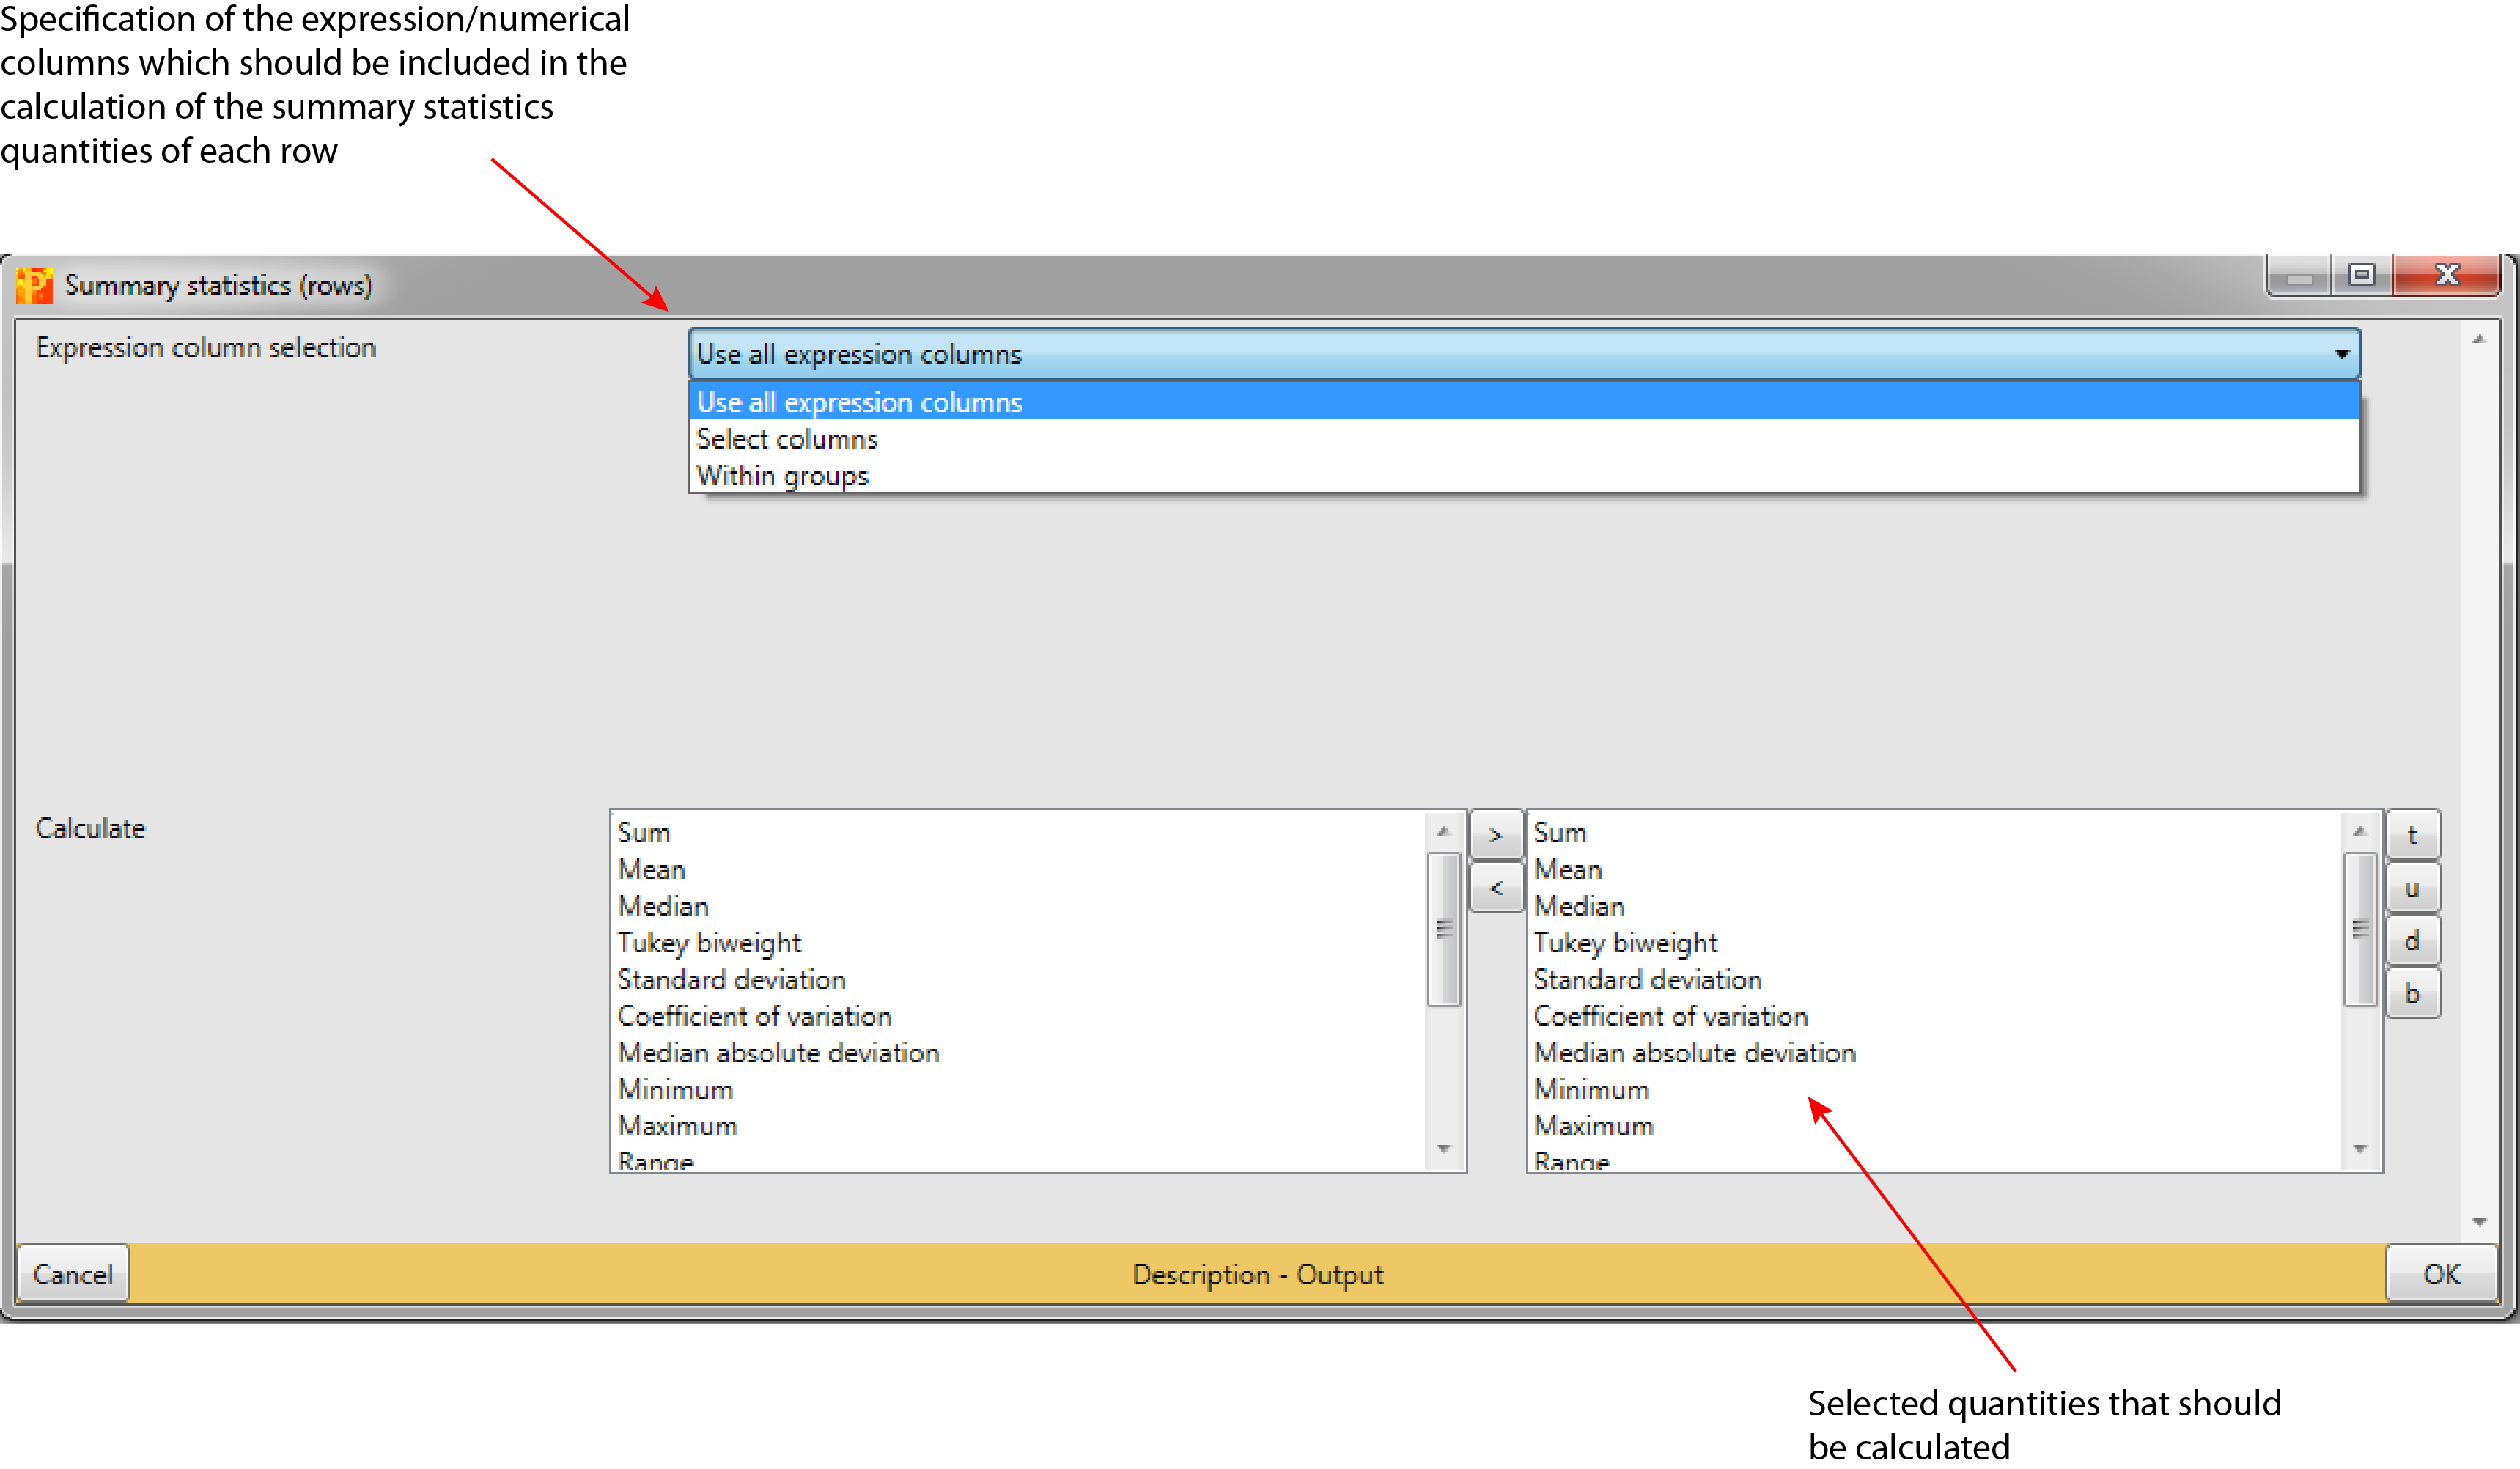 Specification of the expression/numerical
columns which should be included in the
calculation of the summary statistics
quantities of each row
P
Summary statistics (rows)
X
Expression column selection
Use all expression columns
Use all expression columns
Select columns
Within groups
Calculate
Sum
Mean
Median
Tukey biweight
Standard deviation
Coefficient of variation
Median absolute deviation
Minimum
Maximum
Range
>
<
Sum
Mean
Median
Tukey biweight
Standard deviation
Coefficient of variation
Median absolute deviation
Minimum
Maximum
Range
t
u
d
b
Cancel
Description - Output
OK
Selected quantities that should
be calculated